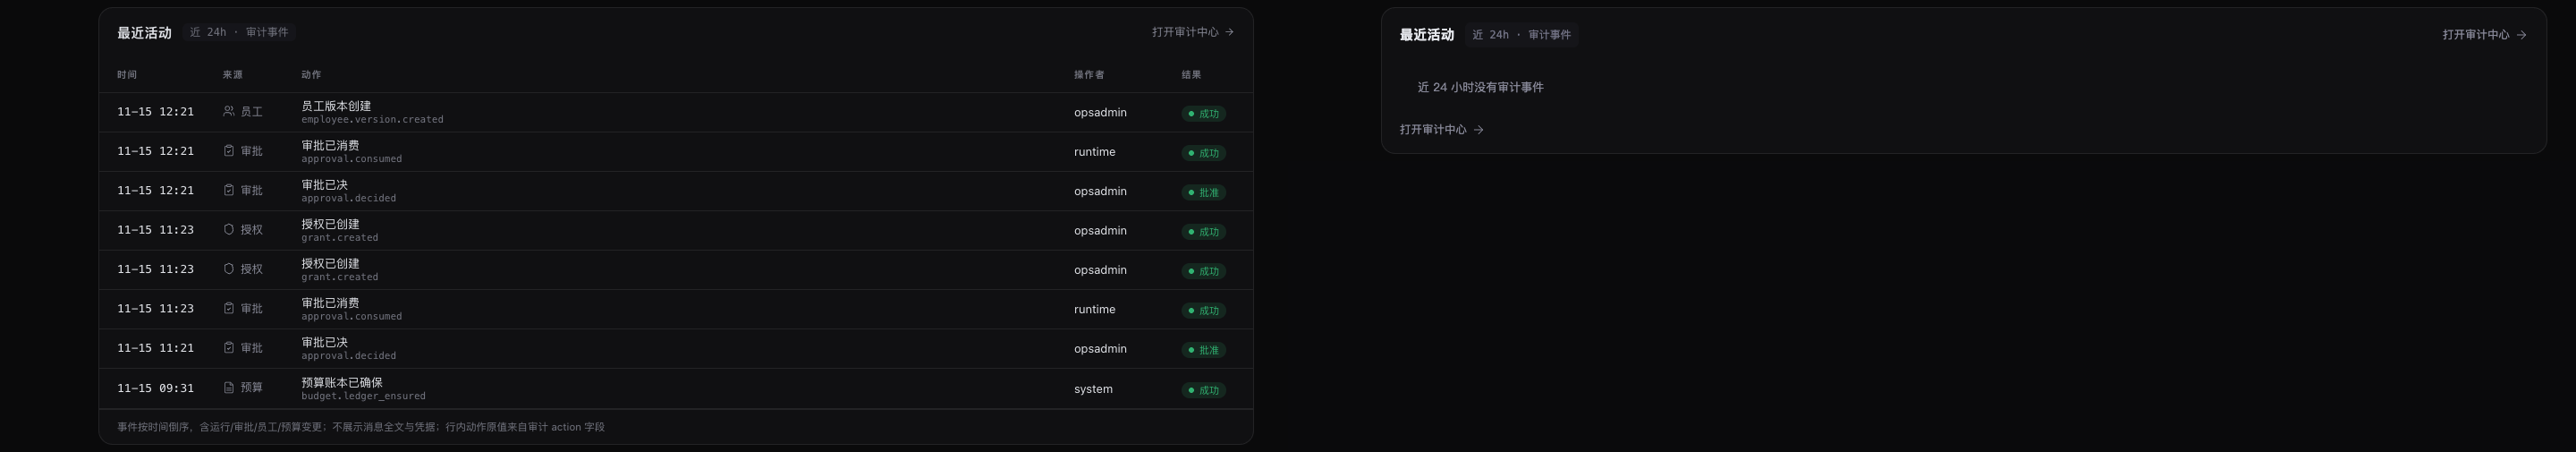 最近活动 近 24h · 审计事件 打开审计中心 →
时间 来源 动作 操作者 结果
11-15 12:21 员工 员工版本创建 opsadmin 成功
employee.version.created
11-15 12:21 审批 审批已消费 runtime 成功
approval.consumed
11-15 12:21 审批 审批已决 opsadmin 批准
approval.decided
11-15 11:23 授权 授权已创建 opsadmin 成功
grant.created
11-15 11:23 授权 授权已创建 opsadmin 成功
grant.created
11-15 11:23 审批 审批已消费 runtime 成功
approval.consumed
11-15 11:21 审批 审批已决 opsadmin 批准
approval.decided
11-15 09:31 预算 预算账本已确保 system 成功
budget.ledger_ensured
事件按时间倒序，含运行/审批/员工/预算变更；不展示消息全文与凭据；行内动作原值来自审计 action 字段
最近活动 近 24h · 审计事件 打开审计中心 →
近 24 小时没有审计事件
打开审计中心 →